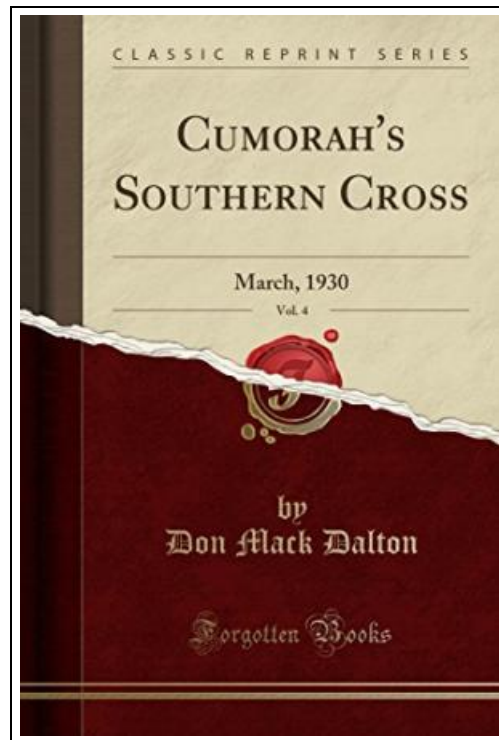 CLASSIC REPRINT SERIES
CUMORAH'S
SOUTHERN CROSS
March, 1930
Vol. 4
by
Don Mack Dalton
Forgotten Books